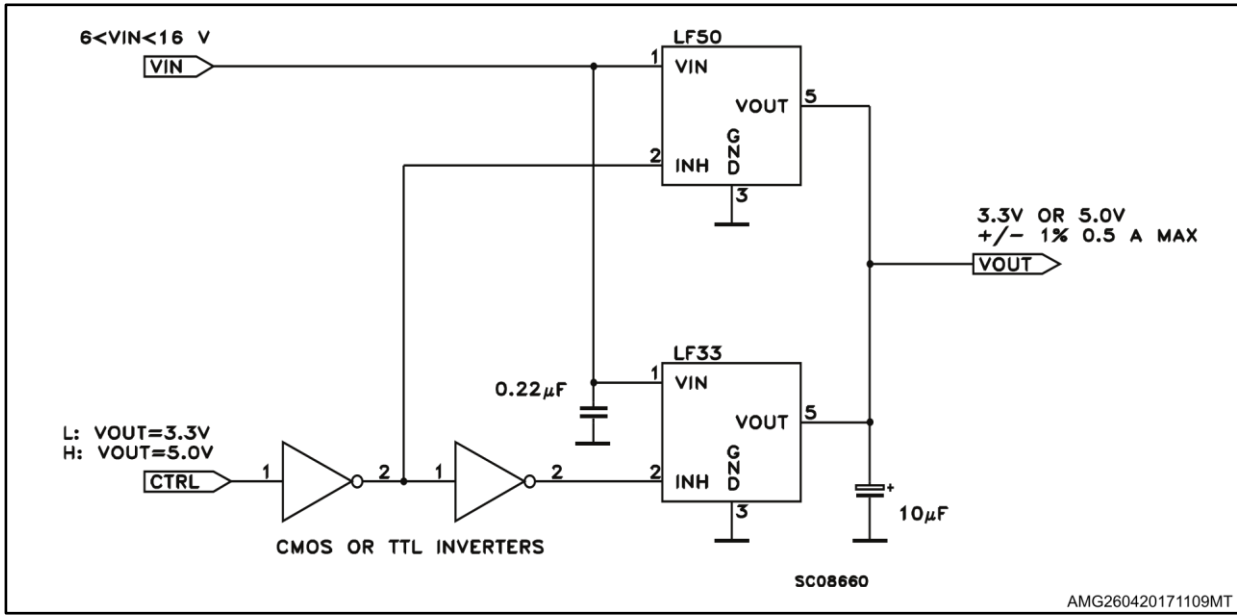 6<VIN<16 V
VIN
LF50
1
VIN
VOUT
5
2
INH
GND
3
3.3V OR 5.0V
+/- 1% 0.5 A MAX
VOUT
LF33
1
VIN
0.22µF
VOUT
5
L: VOUT=3.3V
H: VOUT=5.0V
CTRL
1
2
1
2
2
INH
GND
3
+
10µF
CMOS OR TTL INVERTERS
SC08660
AMG260420171109MT